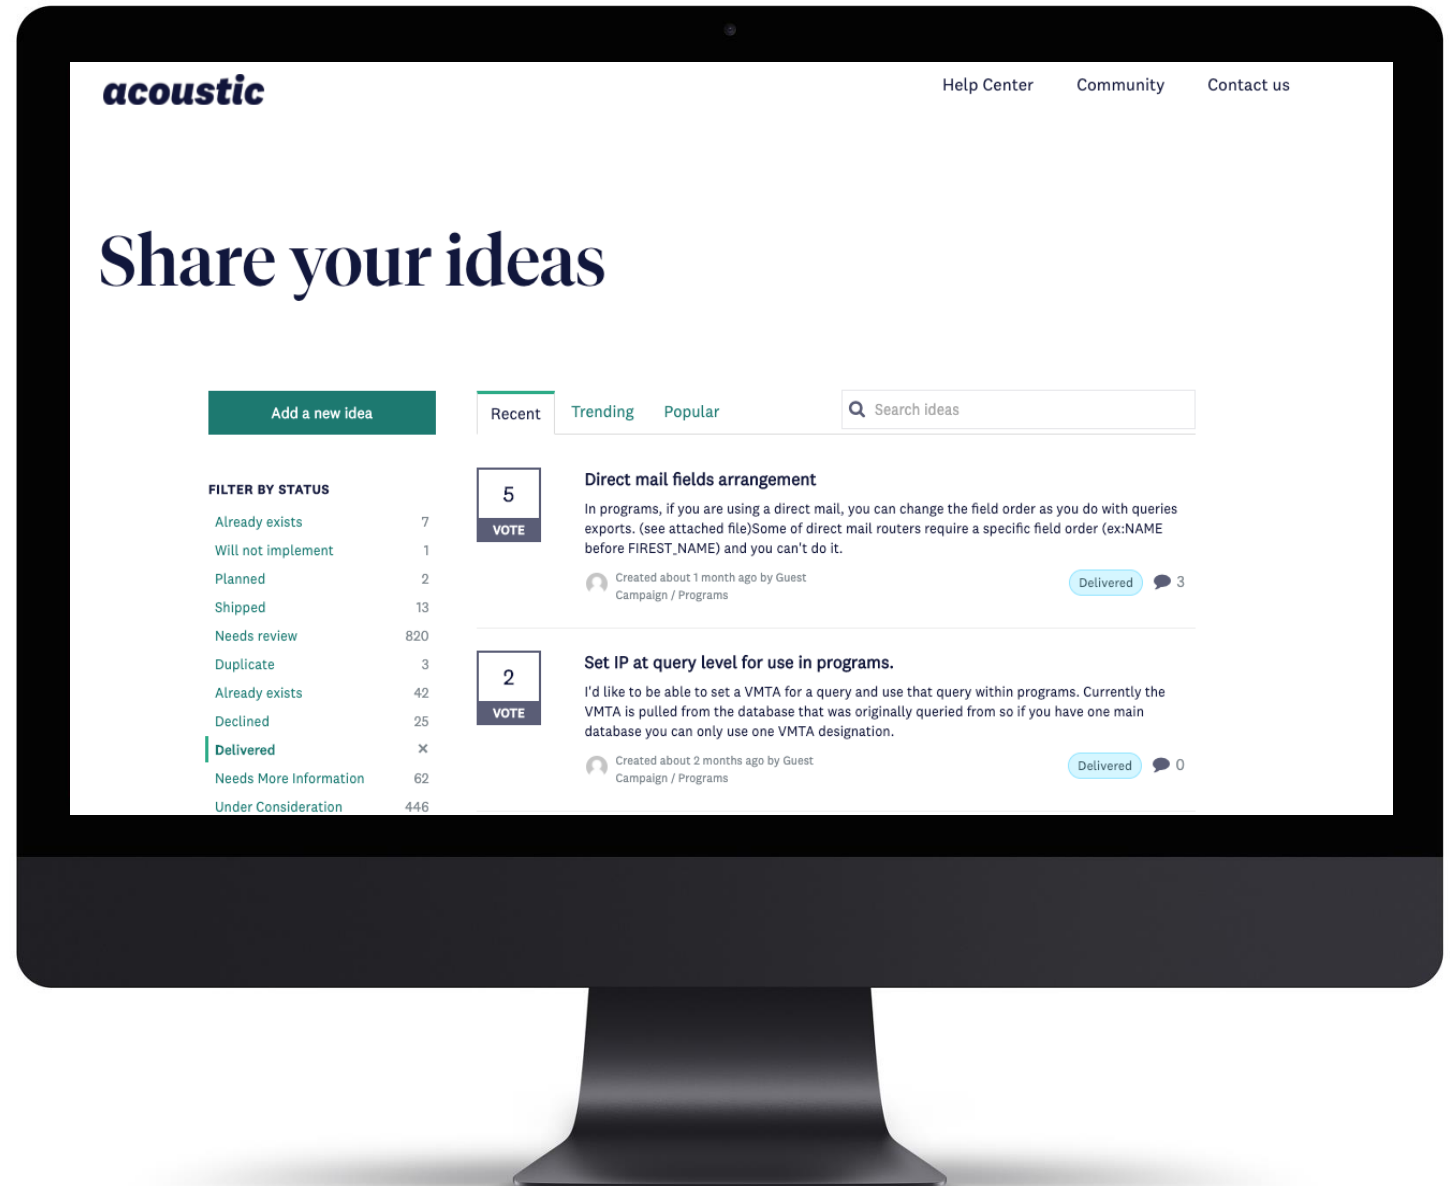 acoustic
Help Center
Community
Contact us
Share your ideas
Add a new idea
FILTER BY STATUS
Already exists 7
Will not implement 1
Planned 2
Shipped 13
Needs review 820
Duplicate 3
Already exists 42
Declined 25
Delivered ×
Needs More Information 62
Under Consideration 446
Recent
Trending
Popular
Search ideas
5
VOTE
Direct mail fields arrangement
In programs, if you are using a direct mail, you can change the field order as you do with queries
exports. (see attached file)Some of direct mail routers require a specific field order (ex:NAME
before FIREST_NAME) and you can't do it.
Created about 1 month ago by Guest
Campaign / Programs
Delivered
3
2
VOTE
Set IP at query level for use in programs.
I'd like to be able to set a VMTA for a query and use that query within programs. Currently the
VMTA is pulled from the database that was originally queried from so if you have one main
database you can only use one VMTA designation.
Created about 2 months ago by Guest
Campaign / Programs
Delivered
0